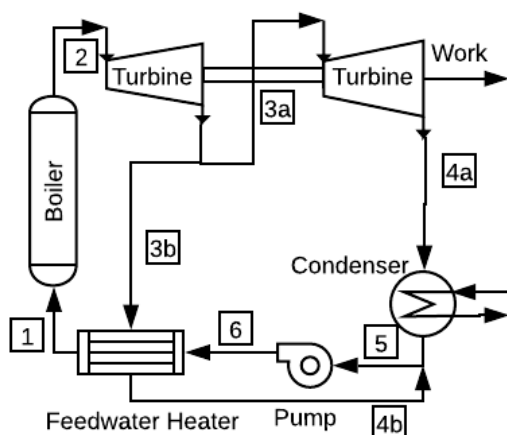 Work
2
Turbine
Turbine
3a
Boiler
4a
3b
Condenser
1
6
5
Feedwater Heater
Pump
4b